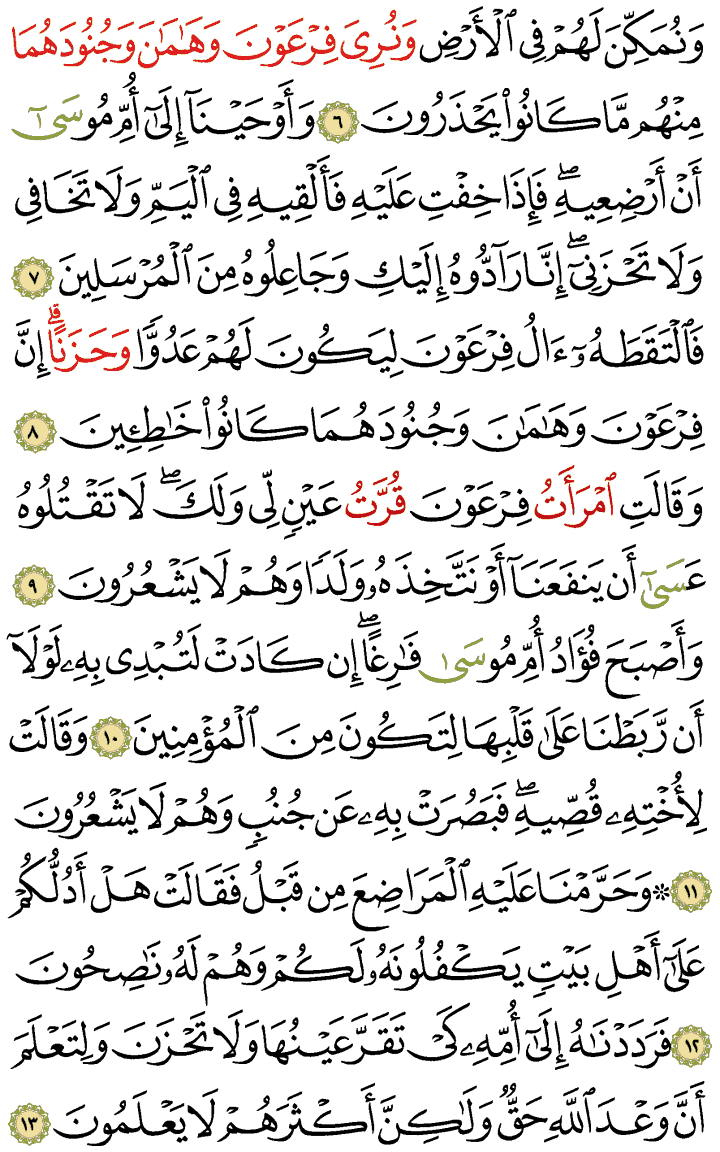 وَنُمَكِّنَ لَهُمْ فِي ٱلْأَرْضِ وَنُرِيَ فِرْعَوْنَ وَهَٰمَٰنَ وَجُنُودَهُمَا
مِنْهُم مَّا كَانُوا۟ يَحْذَرُونَ ٦ وَأَوْحَيْنَآ إِلَىٰٓ أُمِّ مُوسَىٰٓ
أَنْ أَرْضِعِيهِۖ فَإِذَا خِفْتِ عَلَيْهِ فَأَلْقِيهِ فِي ٱلْيَمِّ وَلَا تَخَافِي
وَلَا تَحْزَنِيٓۖ إِنَّا رَآدُّوهُ إِلَيْكِ وَجَاعِلُوهُ مِنَ ٱلْمُرْسَلِينَ ٧
فَٱلْتَقَطَهُۥٓ ءَالُ فِرْعَوْنَ لِيَكُونَ لَهُمْ عَدُوًّا وَحَزَنًاۗ إِنَّ
فِرْعَوْنَ وَهَٰمَٰنَ وَجُنُودَهُمَا كَانُوا۟ خَٰطِـِٔينَ ٨
وَقَالَتِ ٱمْرَأَتُ فِرْعَوْنَ قُرَّتُ عَيْنٍ لِّي وَلَكَۖ لَا تَقْتُلُوهُ
عَسَىٰٓ أَن يَنفَعَنَآ أَوْ نَتَّخِذَهُۥ وَلَدًا وَهُمْ لَا يَشْعُرُونَ ٩
وَأَصْبَحَ فُؤَادُ أُمِّ مُوسَىٰ فَٰرِغًاۖ إِن كَادَتْ لَتُبْدِي بِهِۦ لَوْلَآ
أَن رَّبَطْنَا عَلَىٰ قَلْبِهَا لِتَكُونَ مِنَ ٱلْمُؤْمِنِينَ ١٠ وَقَالَتْ
لِأُخْتِهِۦ قُصِّيهِۖ فَبَصُرَتْ بِهِۦ عَن جُنُبٍ وَهُمْ لَا يَشْعُرُونَ
١١ ۞ وَحَرَّمْنَا عَلَيْهِ ٱلْمَرَاضِعَ مِن قَبْلُ فَقَالَتْ هَلْ أَدُلُّكُمْ
عَلَىٰٓ أَهْلِ بَيْتٍ يَكْفُلُونَهُۥ لَكُمْ وَهُمْ لَهُۥ نَٰصِحُونَ
١٢ فَرَدَدْنَٰهُ إِلَىٰٓ أُمِّهِۦ كَيْ تَقَرَّ عَيْنُهَا وَلَا تَحْزَنَ وَلِتَعْلَمَ
أَنَّ وَعْدَ ٱللَّهِ حَقٌّ وَلَٰكِنَّ أَكْثَرَهُمْ لَا يَعْلَمُونَ ١٣